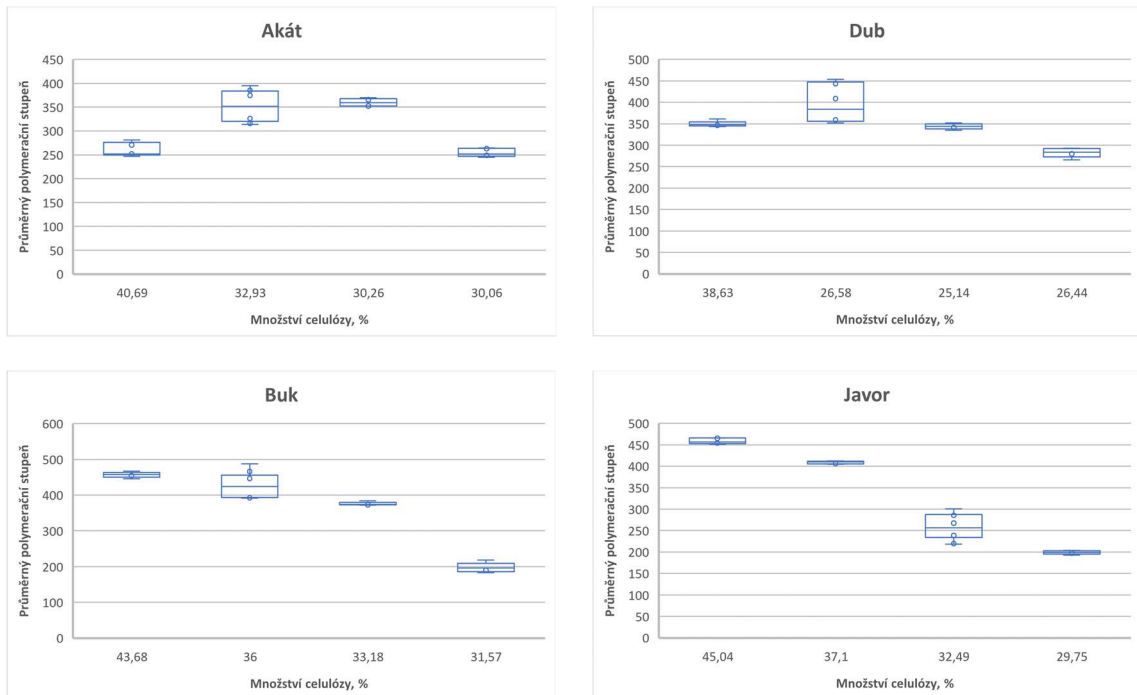 Akát
Průměrný polymerační stupeň
450
400
350
300
250
200
150
100
50
0
40,69 32,93 30,26 30,06
Množství celulózy, %
Dub
Průměrný polymerační stupeň
500
450
400
350
300
250
200
150
100
50
0
38,63 26,58 25,14 26,44
Množství celulózy, %
Buk
Průměrný polymerační stupeň
600
500
400
300
200
100
0
43,68 36 33,18 31,57
Množství celulózy, %
Javor
Průměrný polymerační stupeň
500
450
400
350
300
250
200
150
100
50
0
45,04 37,1 32,49 29,75
Množství celulózy, %